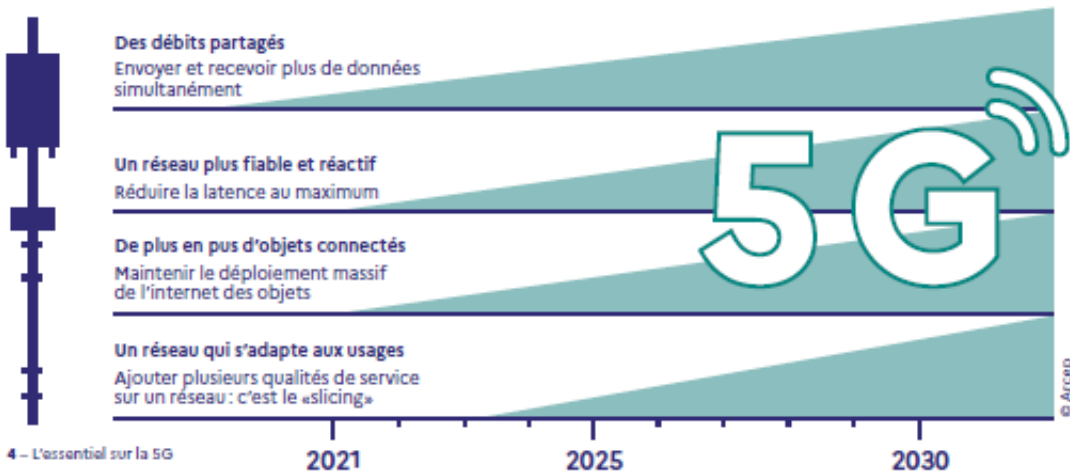 Des débits partagés
Envoyer et recevoir plus de données
simultanément
Un réseau plus fiable et réactif
Réduire la latence au maximum
5G
De plus en pus d'objets connectés
Maintenir le déploiement massif
de l'internet des objets
Un réseau qui s'adapte aux usages
Ajouter plusieurs qualités de service
sur un réseau : c'est le «slicing»
© Arcep
4 – L'essentiel sur la 5G
2021 2025 2030